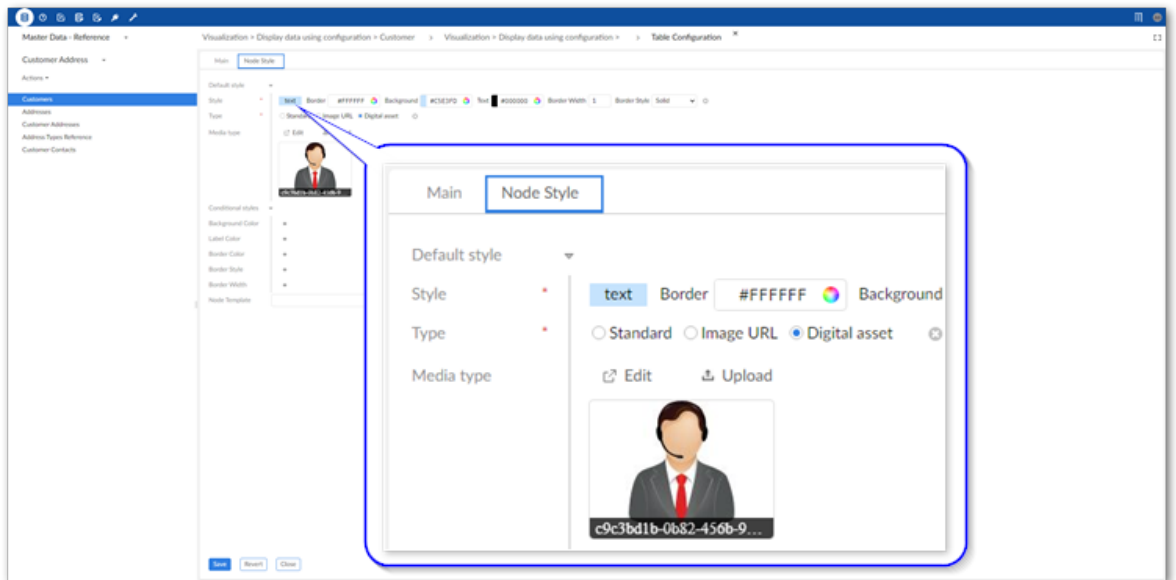 Master Data - Reference
Visualization > Display data using configuration > Customer > Visualization > Display data using configuration > > Table Configuration ×
Customer Address
Main Node Style
Actions
Default style
Customers
Style * text Border #FFFFFF Background #C5E3FD Text #000000 Border Width 1 Border Style Solid
Addresses
Type * Standard Image URL Digital asset
Customer Addresses
Media type Edit
Address Types Reference
Customer Contacts
c9c3bd1b-0b82-456b-9...
Conditional styles
Background Color
Label Color
Border Color
Border Style
Border Width
Node Template
Main Node Style
Default style
Style * text Border #FFFFFF Background
Type * Standard Image URL Digital asset
Media type Edit Upload
c9c3bd1b-0b82-456b-9...
Save Revert Close